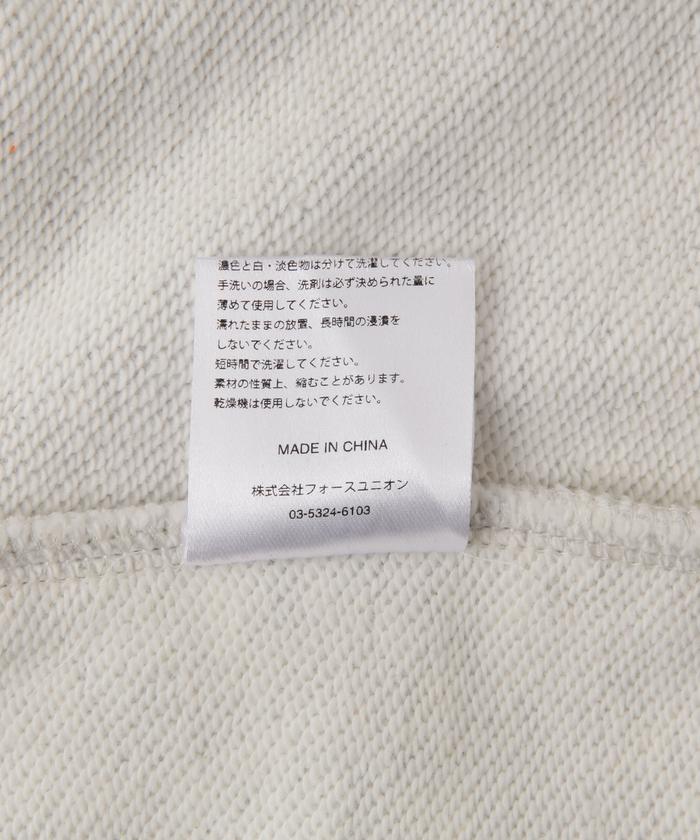 濃色と白・淡色物は分けて洗濯してください。
手洗いの場合、洗剤は必ず決められた量に
薄めて使用してください。
濡れたままの放置、長時間の浸漬を
しないでください。
短時間で洗濯してください。
素材の性質上、縮むことがあります。
乾燥機は使用しないでください。
MADE IN CHINA
株式会社フォースユニオン
03-5324-6103